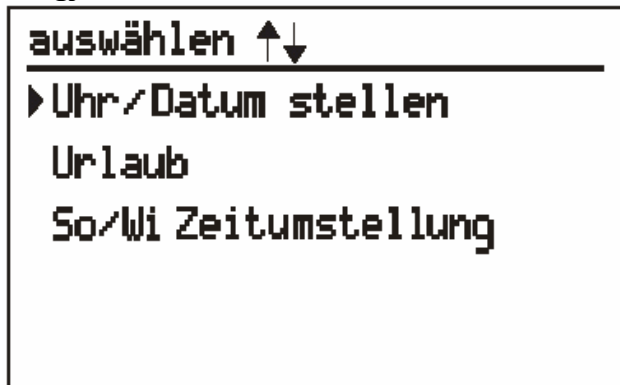 auswählen ↑↓
▶Uhr/Datum stellen
Urlaub
So/Wi Zeitumstellung